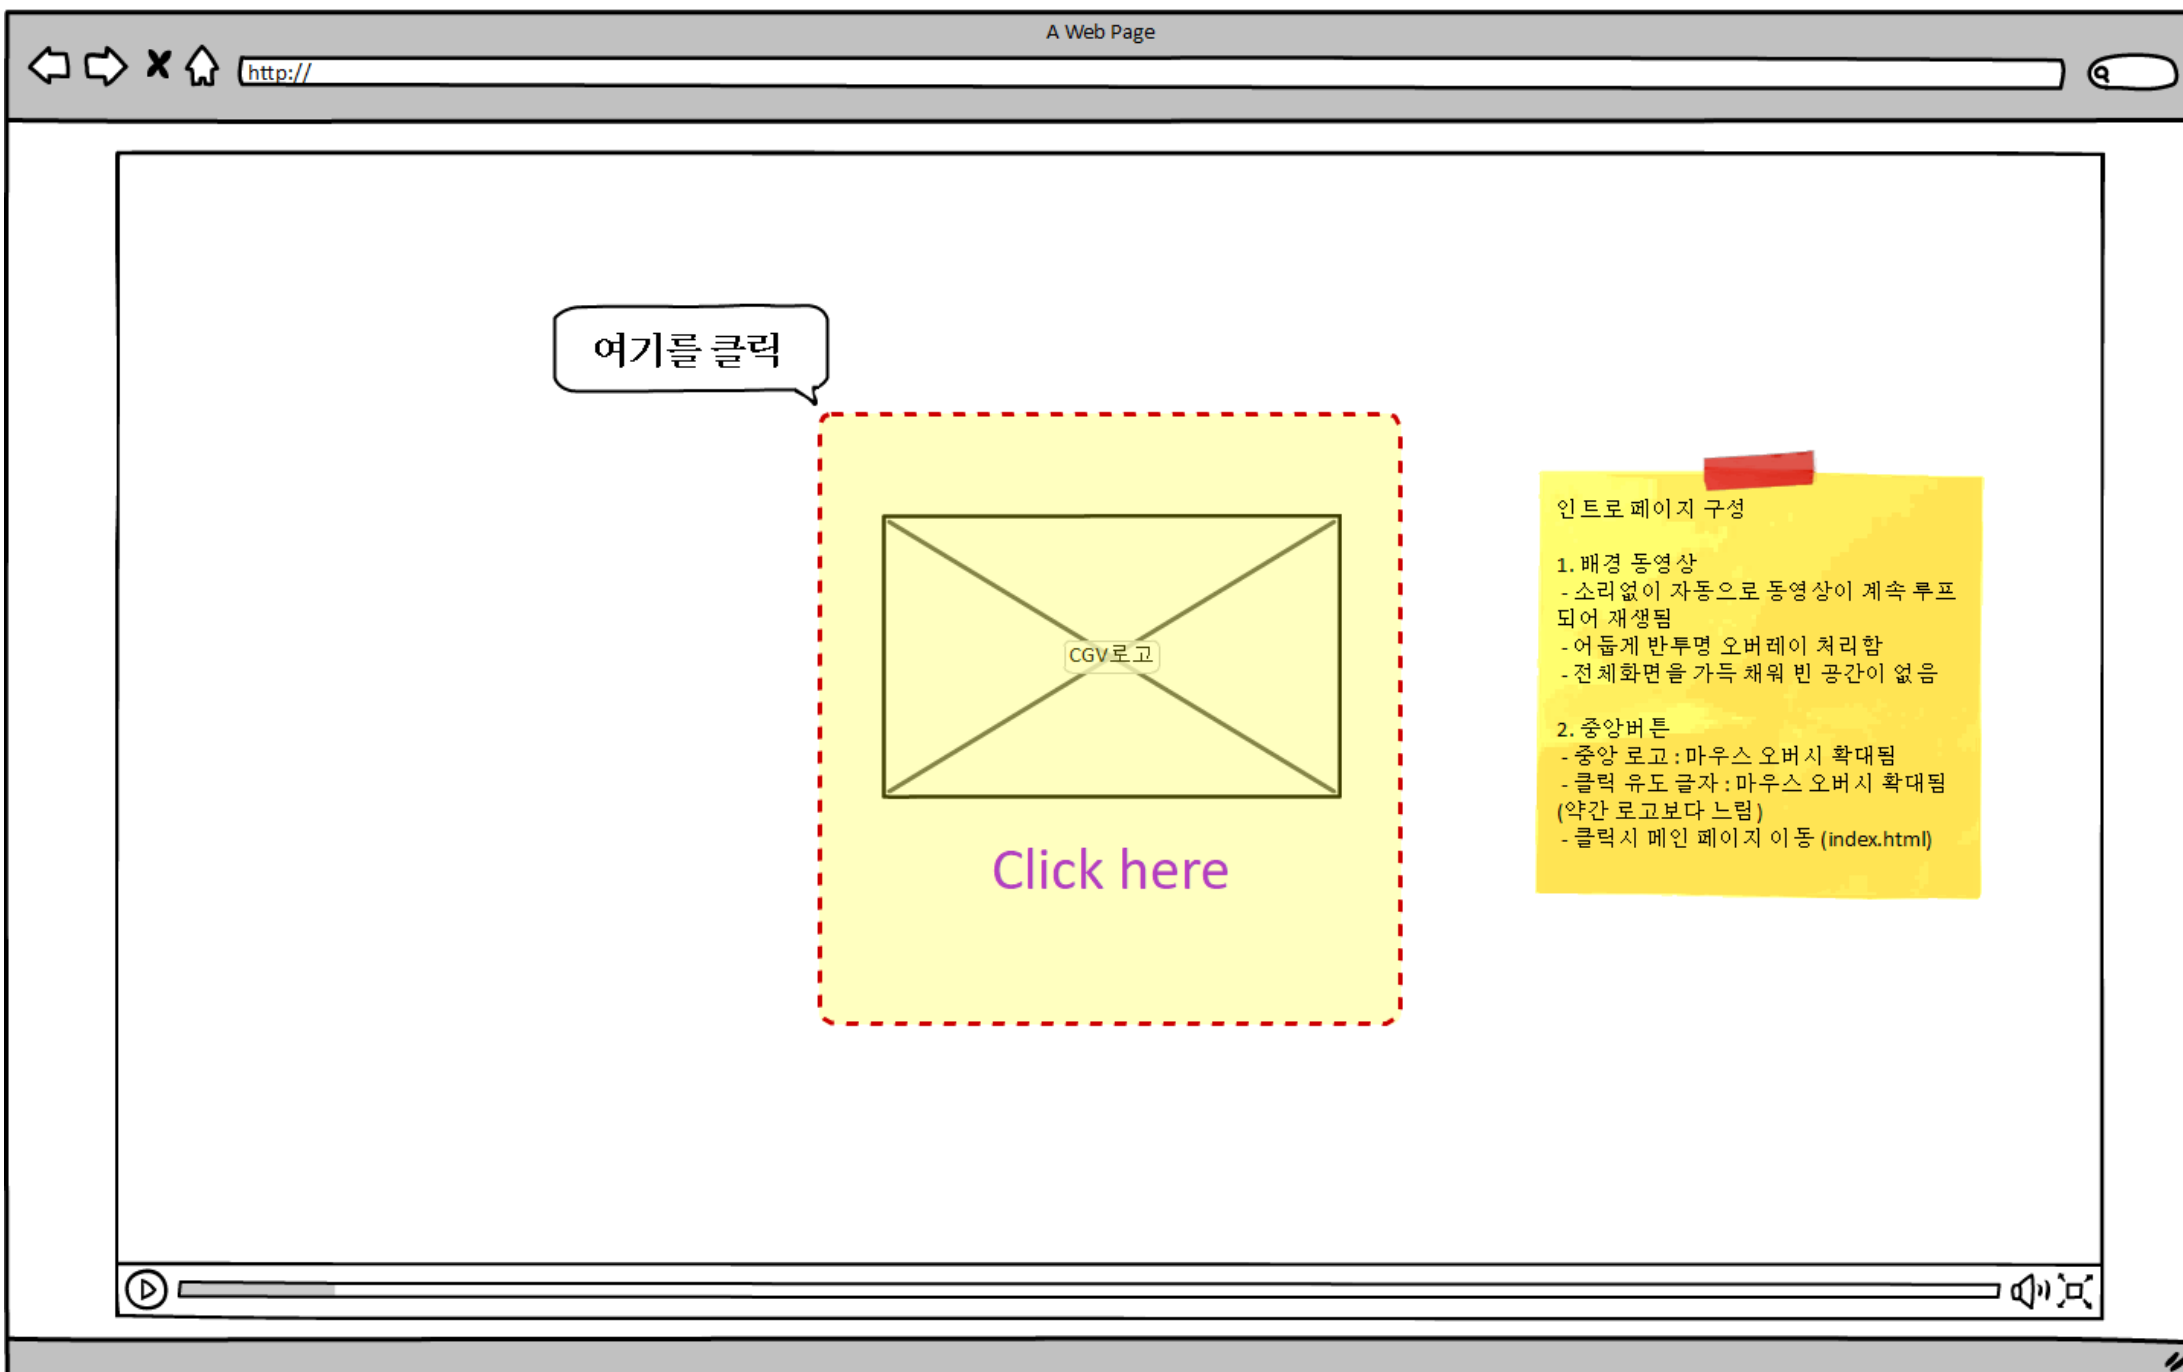 A Web Page
http://
여기를 클릭
CGV로고
Click here
인트로 페이지 구성
1. 배경 동영상
- 소리없이 자동으로 동영상이 계속 루프
되어 재생됨
- 어둡게 반투명 오버레이 처리함
- 전체화면을 가득 채워 빈 공간이 없음
2. 중앙버튼
- 중앙 로고 : 마우스 오버시 확대됨
- 클릭 유도 글자 : 마우스 오버시 확대됨
(약간 로고보다 느림)
- 클릭시 메인 페이지 이동 (index.html)